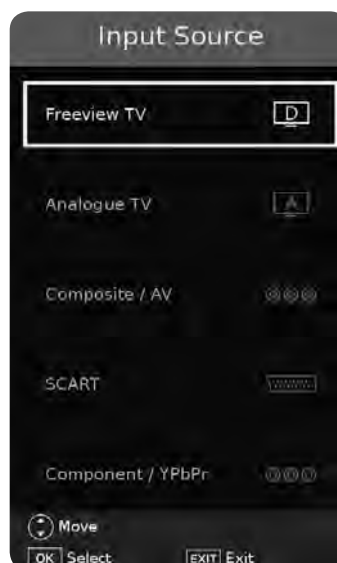 Input Source
Freeview TV D
Analogue TV A
Composite / AV
SCART
Component / YPbPr
Move
OK Select EXIT Exit